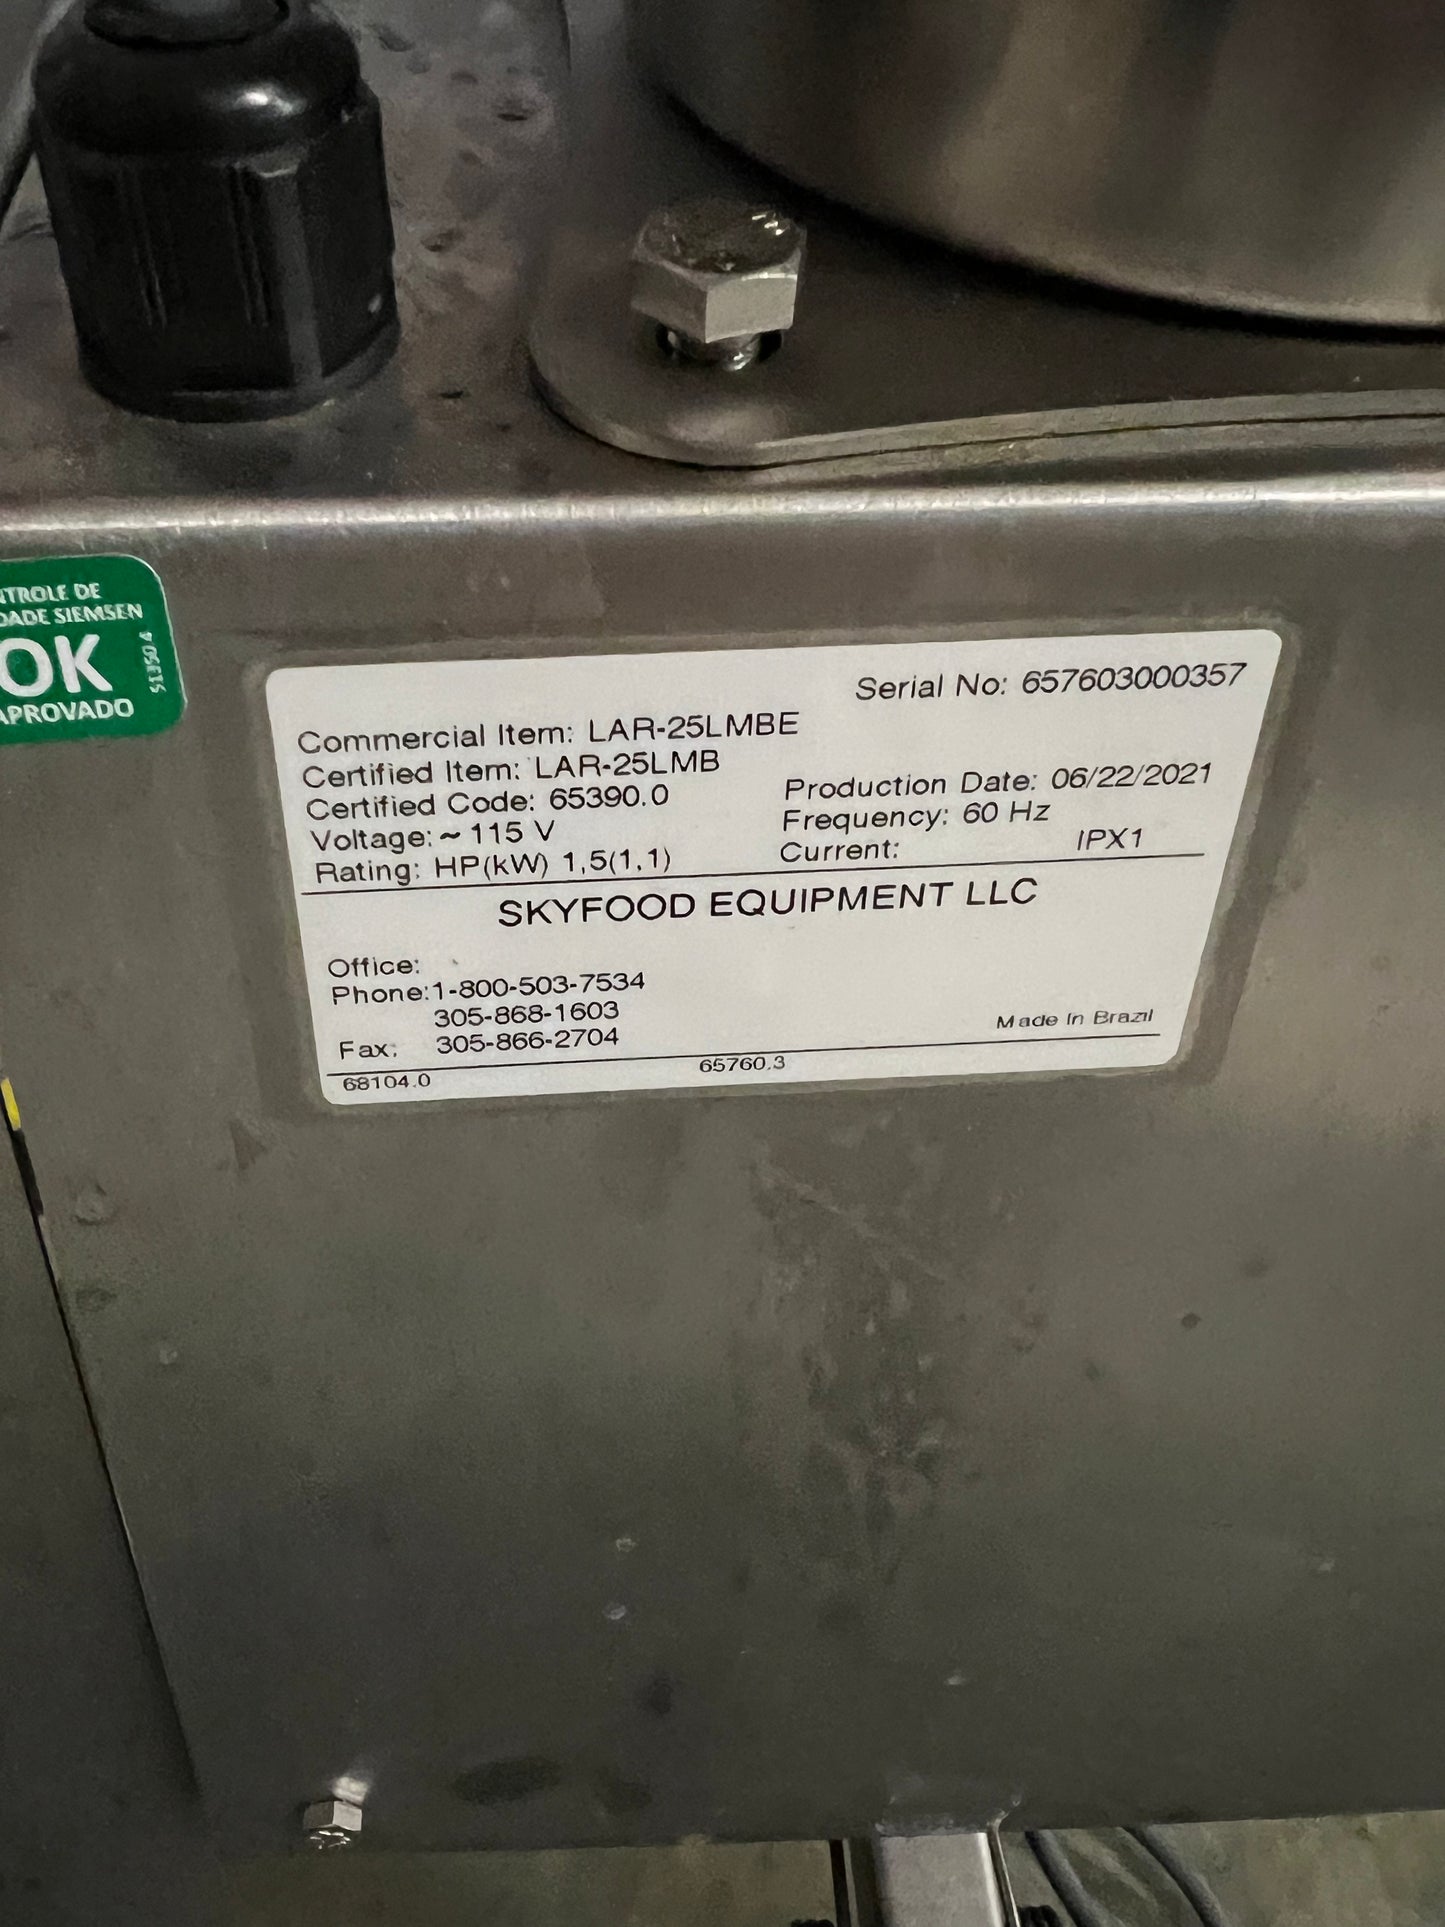 DADE SIEMSEN
OK
51350.4
APROVADO
Serial No: 657603000357
Commercial Item: LAR-25LMBE
Certified Item: LAR-25LMB
Certified Code: 65390.0
Production Date: 06/22/2021
Voltage: ~ 115 V
Frequency: 60 Hz
Rating: HP(kW) 1,5(1,1)
Current: IPX1
SKYFOOD EQUIPMENT LLC
Office:
Phone:1-800-503-7534
305-868-1603
Fax: 305-866-2704
Made In Brazil
68104.0 65760.3